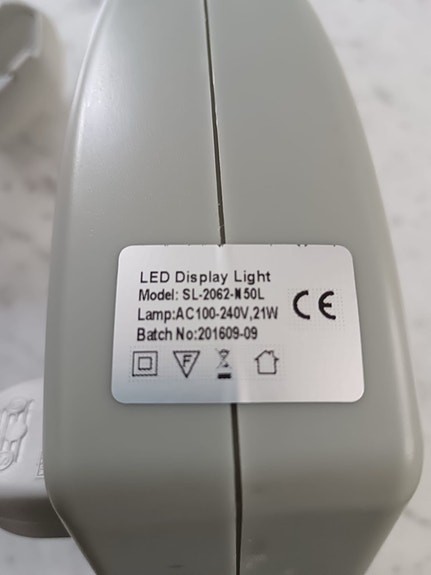 LED Display Light
Model: SL-2062-N50L
Lamp:AC100-240V,21W
Batch No:201609-09
CE
F